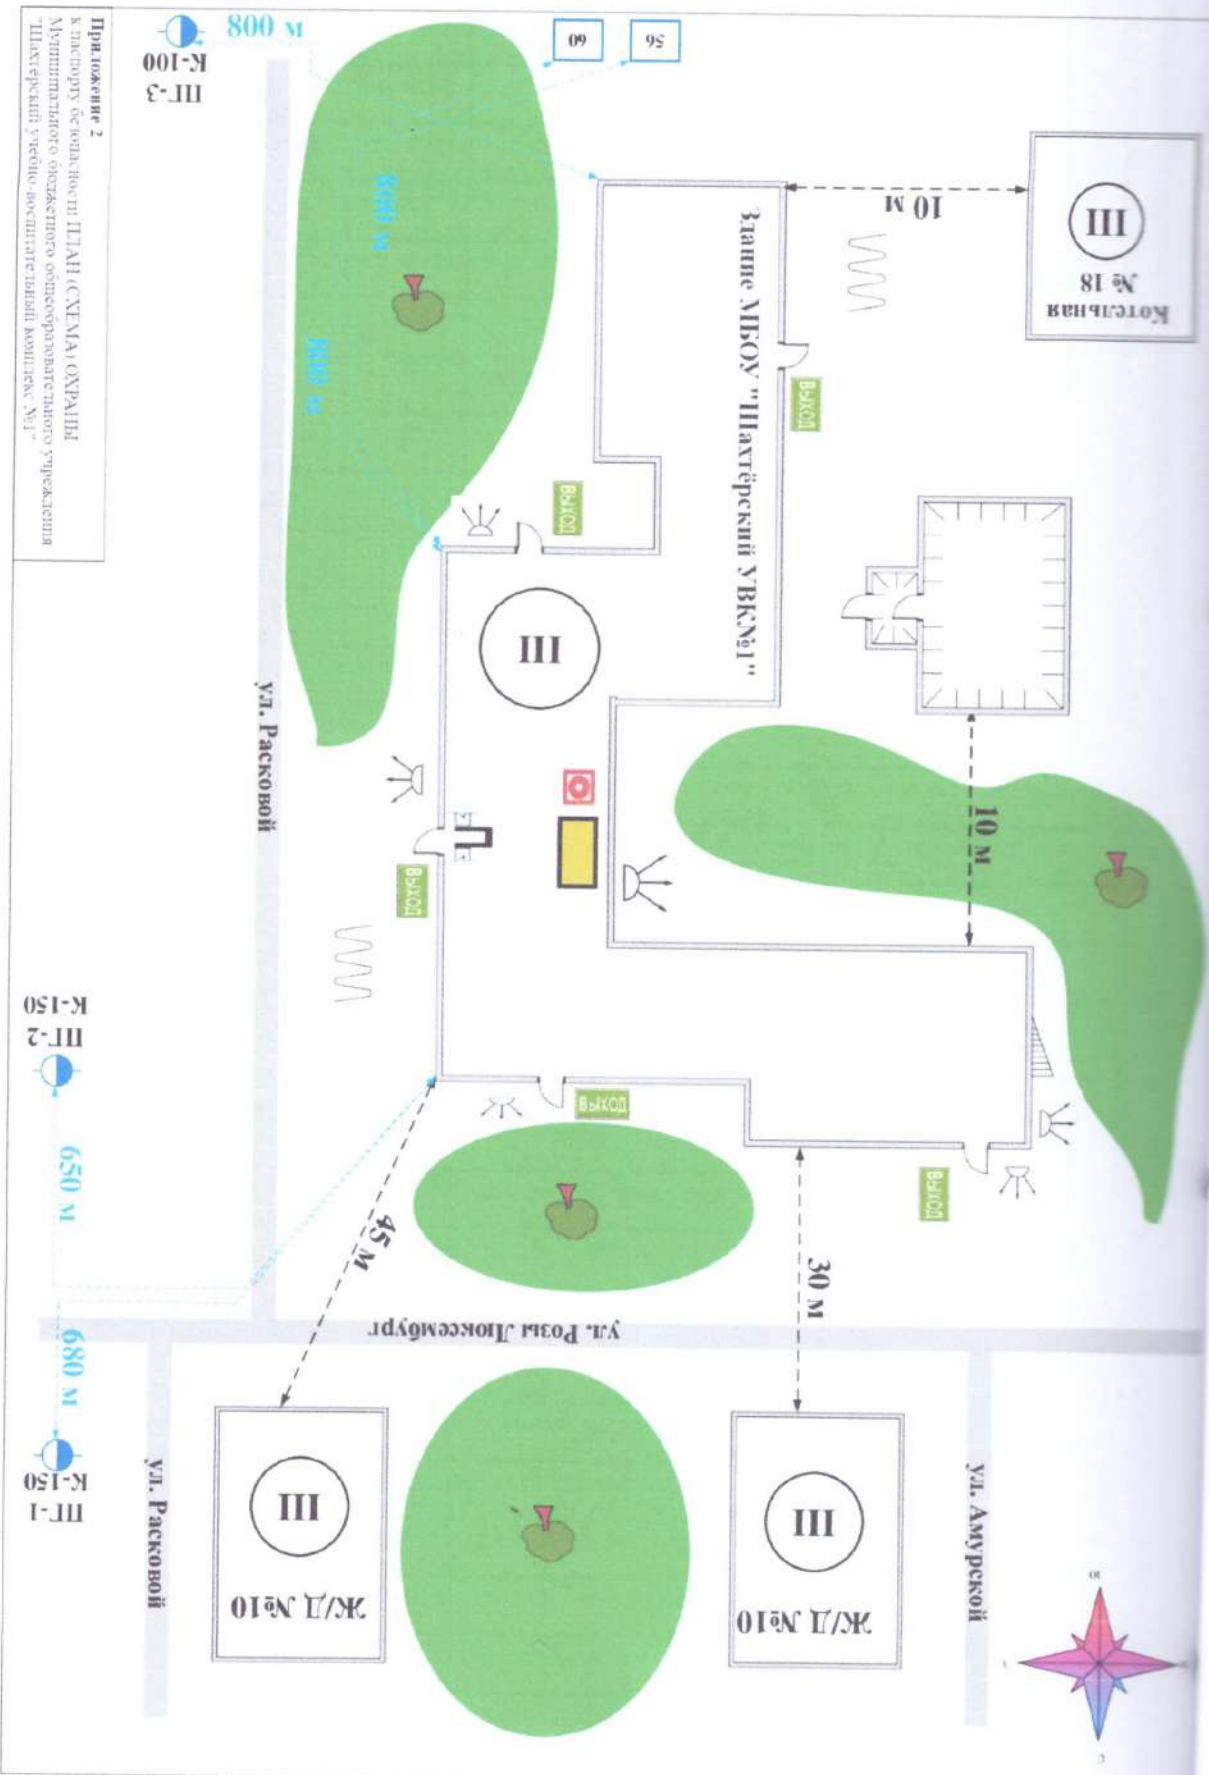 Приложение 2
к паспорту безопасности ПЛАН (СХЕМА) ОХРАНЫ
Муниципального бюджетного общеобразовательного учреждения
"Шахтёрский учебно-воспитательный комплекс №1"
ПГ-3
К-100
800 м
60
56
800 м
800 м
Котельная
№ 18
III
10 м
Здание МБОУ "Шахтёрский УВК№1"
ВЫХОД
ВЫХОД
III
10 м
ул. Расковой
ВЫХОД
ПГ-2
К-150
650 м
ВЫХОД
ВЫХОД
45 м
30 м
ул. Розы Люксембург
680 м
ПГ-1
К-150
ул. Расковой
III
Ж/Д №10
III
Ж/Д №10
ул. Амурской
Ю
С